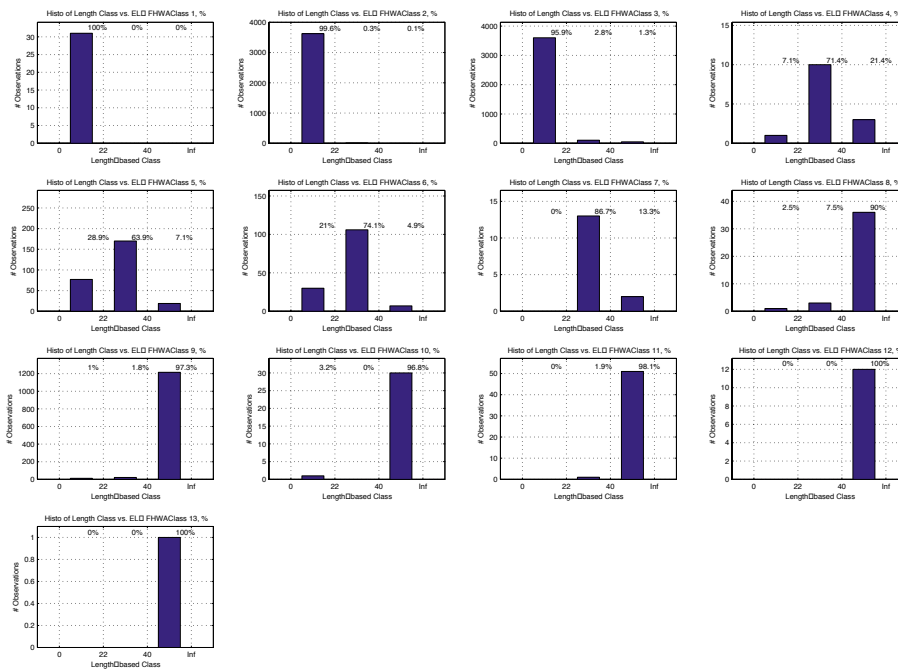 Histo of Length Class vs. EL□ FHWAClass 1, %
100% 0% 0%
30
25
20
15
10
5
0
# Observations
0 22 40 Inf
Length□based Class
Histo of Length Class vs. EL□ FHWAClass 2, %
99.6% 0.3% 0.1%
4000
3000
2000
1000
0
# Observations
0 22 40 Inf
Length□based Class
Histo of Length Class vs. EL□ FHWAClass 3, %
95.9% 2.8% 1.3%
4000
3000
2000
1000
0
# Observations
0 22 40 Inf
Length□based Class
Histo of Length Class vs. EL□ FHWAClass 4, %
7.1% 71.4% 21.4%
15
10
5
0
# Observations
0 22 40 Inf
Length□based Class
Histo of Length Class vs. EL□ FHWAClass 5, %
28.9% 63.9% 7.1%
250
200
150
100
50
0
# Observations
0 22 40 Inf
Length□based Class
Histo of Length Class vs. EL□ FHWAClass 6, %
21% 74.1% 4.9%
150
100
50
0
# Observations
0 22 40 Inf
Length□based Class
Histo of Length Class vs. EL□ FHWAClass 7, %
0% 86.7% 13.3%
15
10
5
0
# Observations
0 22 40 Inf
Length□based Class
Histo of Length Class vs. EL□ FHWAClass 8, %
2.5% 7.5% 90%
40
30
20
10
0
# Observations
0 22 40 Inf
Length□based Class
Histo of Length Class vs. EL□ FHWAClass 9, %
1% 1.8% 97.3%
1200
1000
800
600
400
200
0
# Observations
0 22 40 Inf
Length□based Class
Histo of Length Class vs. EL□ FHWAClass 10, %
3.2% 0% 96.8%
30
25
20
15
10
5
0
# Observations
0 22 40 Inf
Length□based Class
Histo of Length Class vs. EL□ FHWAClass 11, %
0% 1.9% 98.1%
50
40
30
20
10
0
# Observations
0 22 40 Inf
Length□based Class
Histo of Length Class vs. EL□ FHWAClass 12, %
0% 0% 100%
12
10
8
6
4
2
0
# Observations
0 22 40 Inf
Length□based Class
Histo of Length Class vs. EL□ FHWAClass 13, %
0% 0% 100%
1
0.8
0.6
0.4
0.2
0
# Observations
0 22 40 Inf
Length□based Class